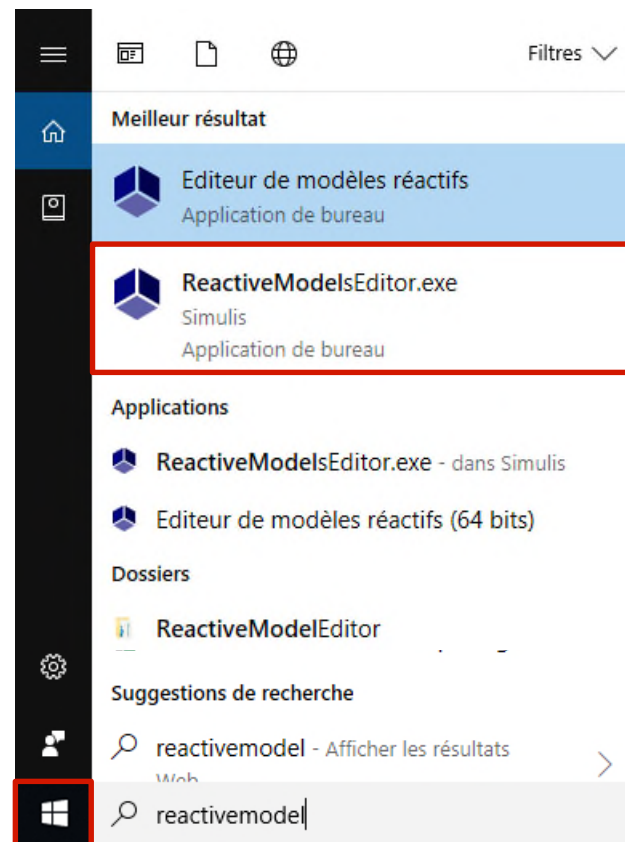 Filtres
Meilleur résultat
Editeur de modèles réactifs
Application de bureau
ReactiveModelsEditor.exe
Simulis
Application de bureau
Applications
ReactiveModelsEditor.exe - dans Simulis
Editeur de modèles réactifs (64 bits)
Dossiers
ReactiveModelEditor
Suggestions de recherche
reactivemodel - Afficher les résultats
Web
reactivemodel